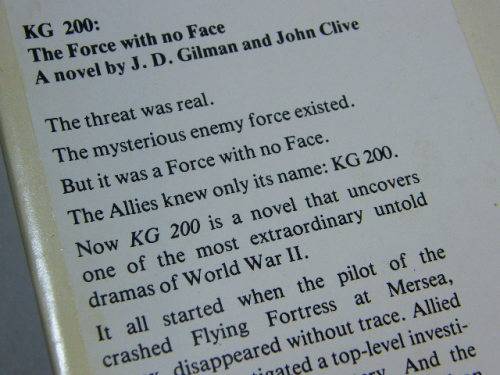 KG 200:
The Force with no Face
A novel by J. D. Gilman and John Clive
The threat was real.
The mysterious enemy force existed.
But it was a Force with no Face.
The Allies knew only its name: KG 200.
Now KG 200 is a novel that uncovers
one of the most extraordinary untold
dramas of World War II.
It all started when the pilot of the
crashed Flying Fortress at Mersea,
disappeared without trace. Allied
a top-level investi-
And the